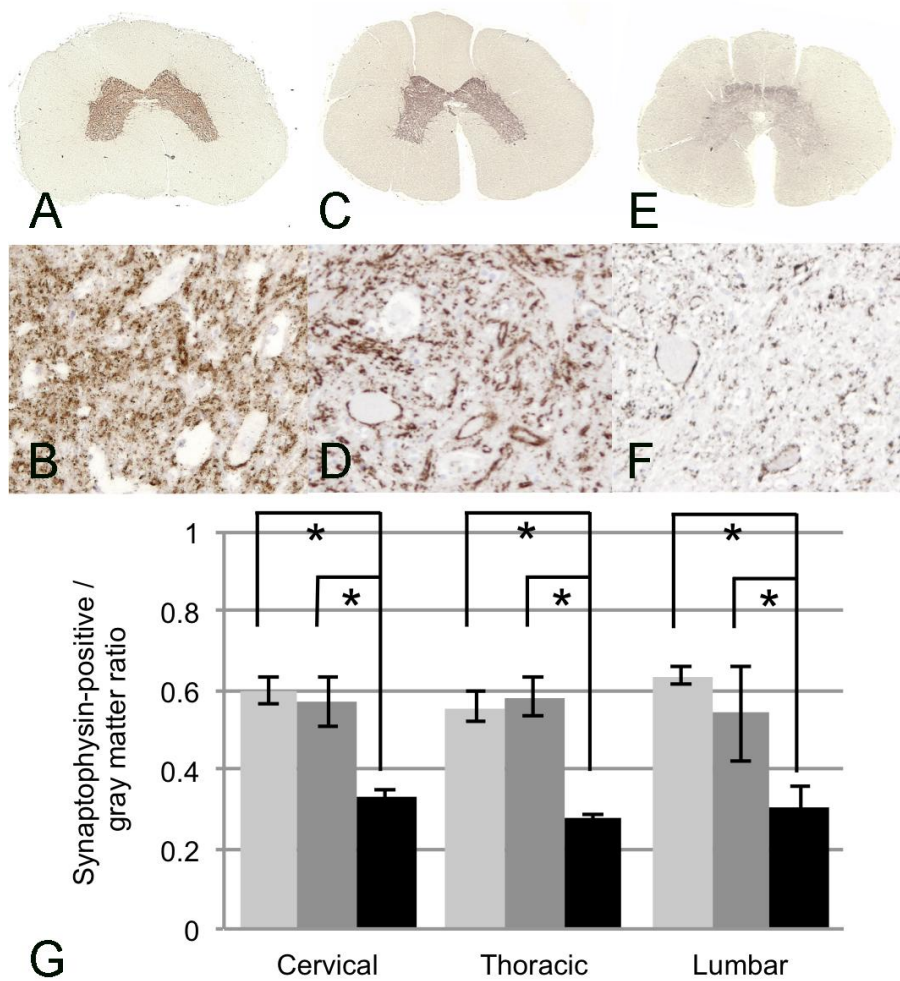 A
C
E
B
D
F
Synaptophysin-positive /
gray matter ratio
1
0.8
0.6
0.4
0.2
0
*
*
*
*
*
*
Cervical
Thoracic
Lumbar
G